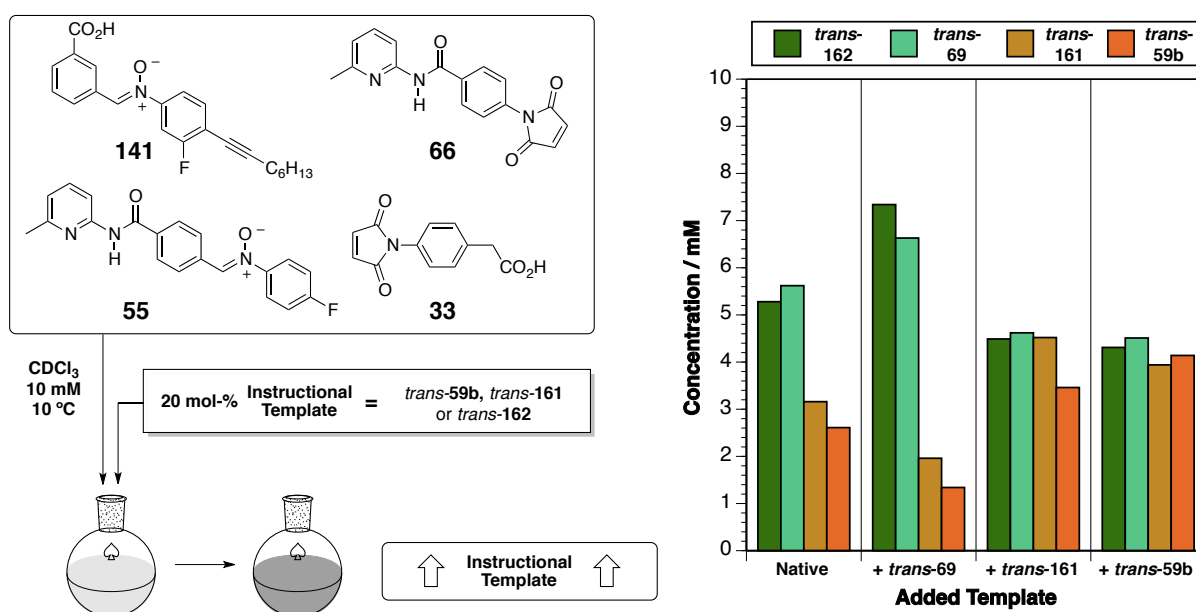 CO₂H
O⁻
N
+
F
C₆H₁₃
141
N
N
H
O
N
O
O
66
N
N
H
O
O⁻
N
+
F
55
O
N
O
CO₂H
33
CDCl₃
10 mM
10 ºC
20 mol-% Instructional Template = trans-59b, trans-161
or trans-162
Instructional
Template
trans-162
trans-69
trans-161
trans-59b
Concentration / mM
10
9
8
7
6
5
4
3
2
1
0
Native
+ trans-69
+ trans-161
+ trans-59b
Added Template